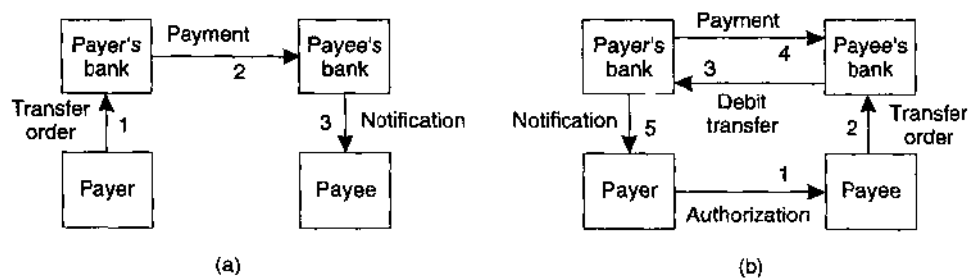 Payer's
bank
Payment
2
Payee's
bank
Transfer
order
1
3
Notification
Payer
Payee
(a)
Payer's
bank
Payment
4
3
Debit
transfer
Payee's
bank
Notification
5
2
Transfer
order
Payer
1
Authorization
Payee
(b)